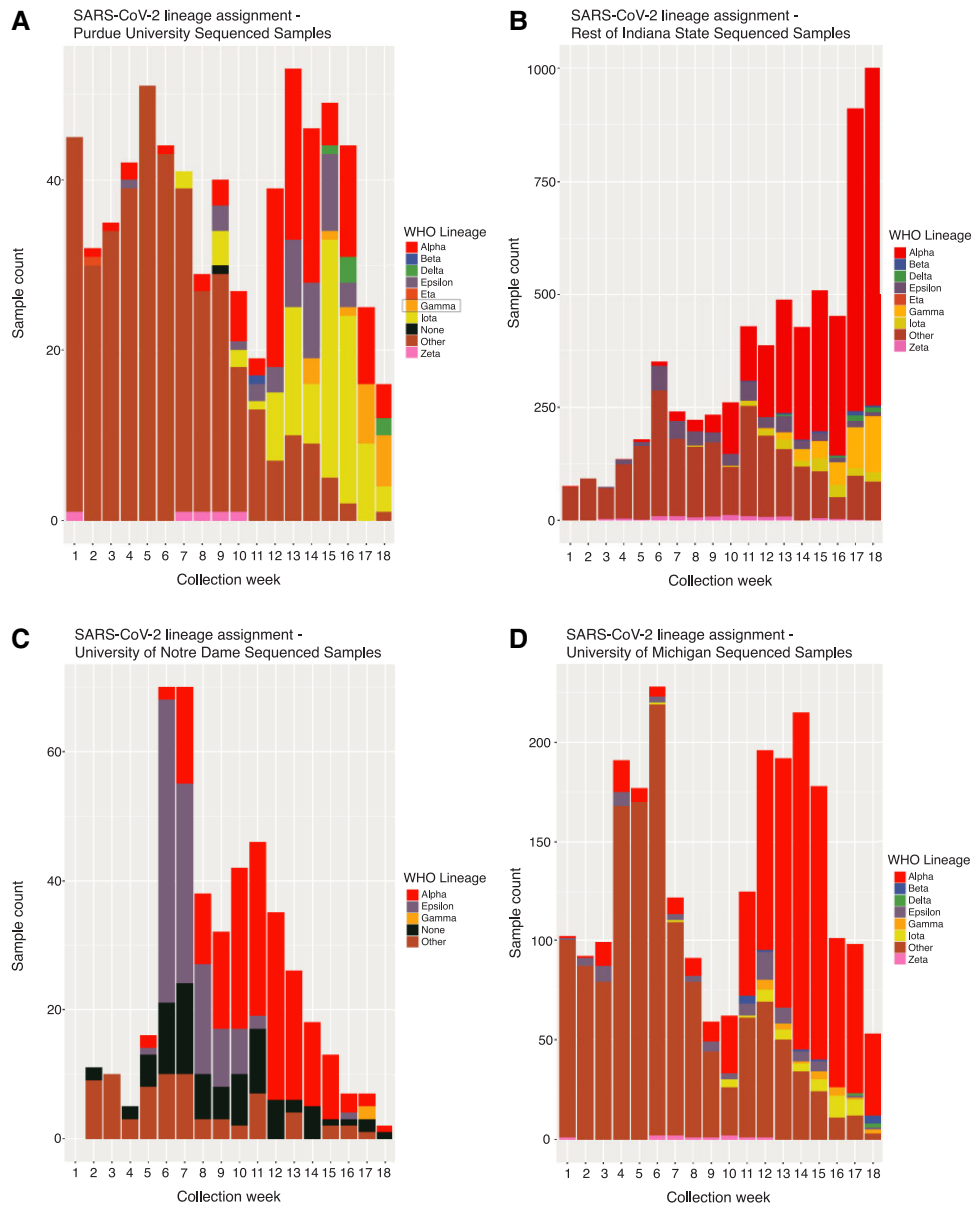 A
SARS-CoV-2 lineage assignment -
Purdue University Sequenced Samples
Sample count
40
20
0
1 2 3 4 5 6 7 8 9 10 11 12 13 14 15 16 17 18
Collection week
WHO Lineage
Alpha
Beta
Delta
Epsilon
Eta
Gamma
Iota
None
Other
Zeta
B
SARS-CoV-2 lineage assignment -
Rest of Indiana State Sequenced Samples
Sample count
1000
750
500
250
0
1 2 3 4 5 6 7 8 9 10 11 12 13 14 15 16 17 18
Collection week
WHO Lineage
Alpha
Beta
Delta
Epsilon
Eta
Gamma
Iota
Other
Zeta
C
SARS-CoV-2 lineage assignment -
University of Notre Dame Sequenced Samples
Sample count
60
40
20
0
1 2 3 4 5 6 7 8 9 10 11 12 13 14 15 16 17 18
Collection week
WHO Lineage
Alpha
Epsilon
Gamma
None
Other
D
SARS-CoV-2 lineage assignment -
University of Michigan Sequenced Samples
Sample count
200
150
100
50
0
1 2 3 4 5 6 7 8 9 10 11 12 13 14 15 16 17 18
Collection week
WHO Lineage
Alpha
Beta
Delta
Epsilon
Gamma
Iota
Other
Zeta